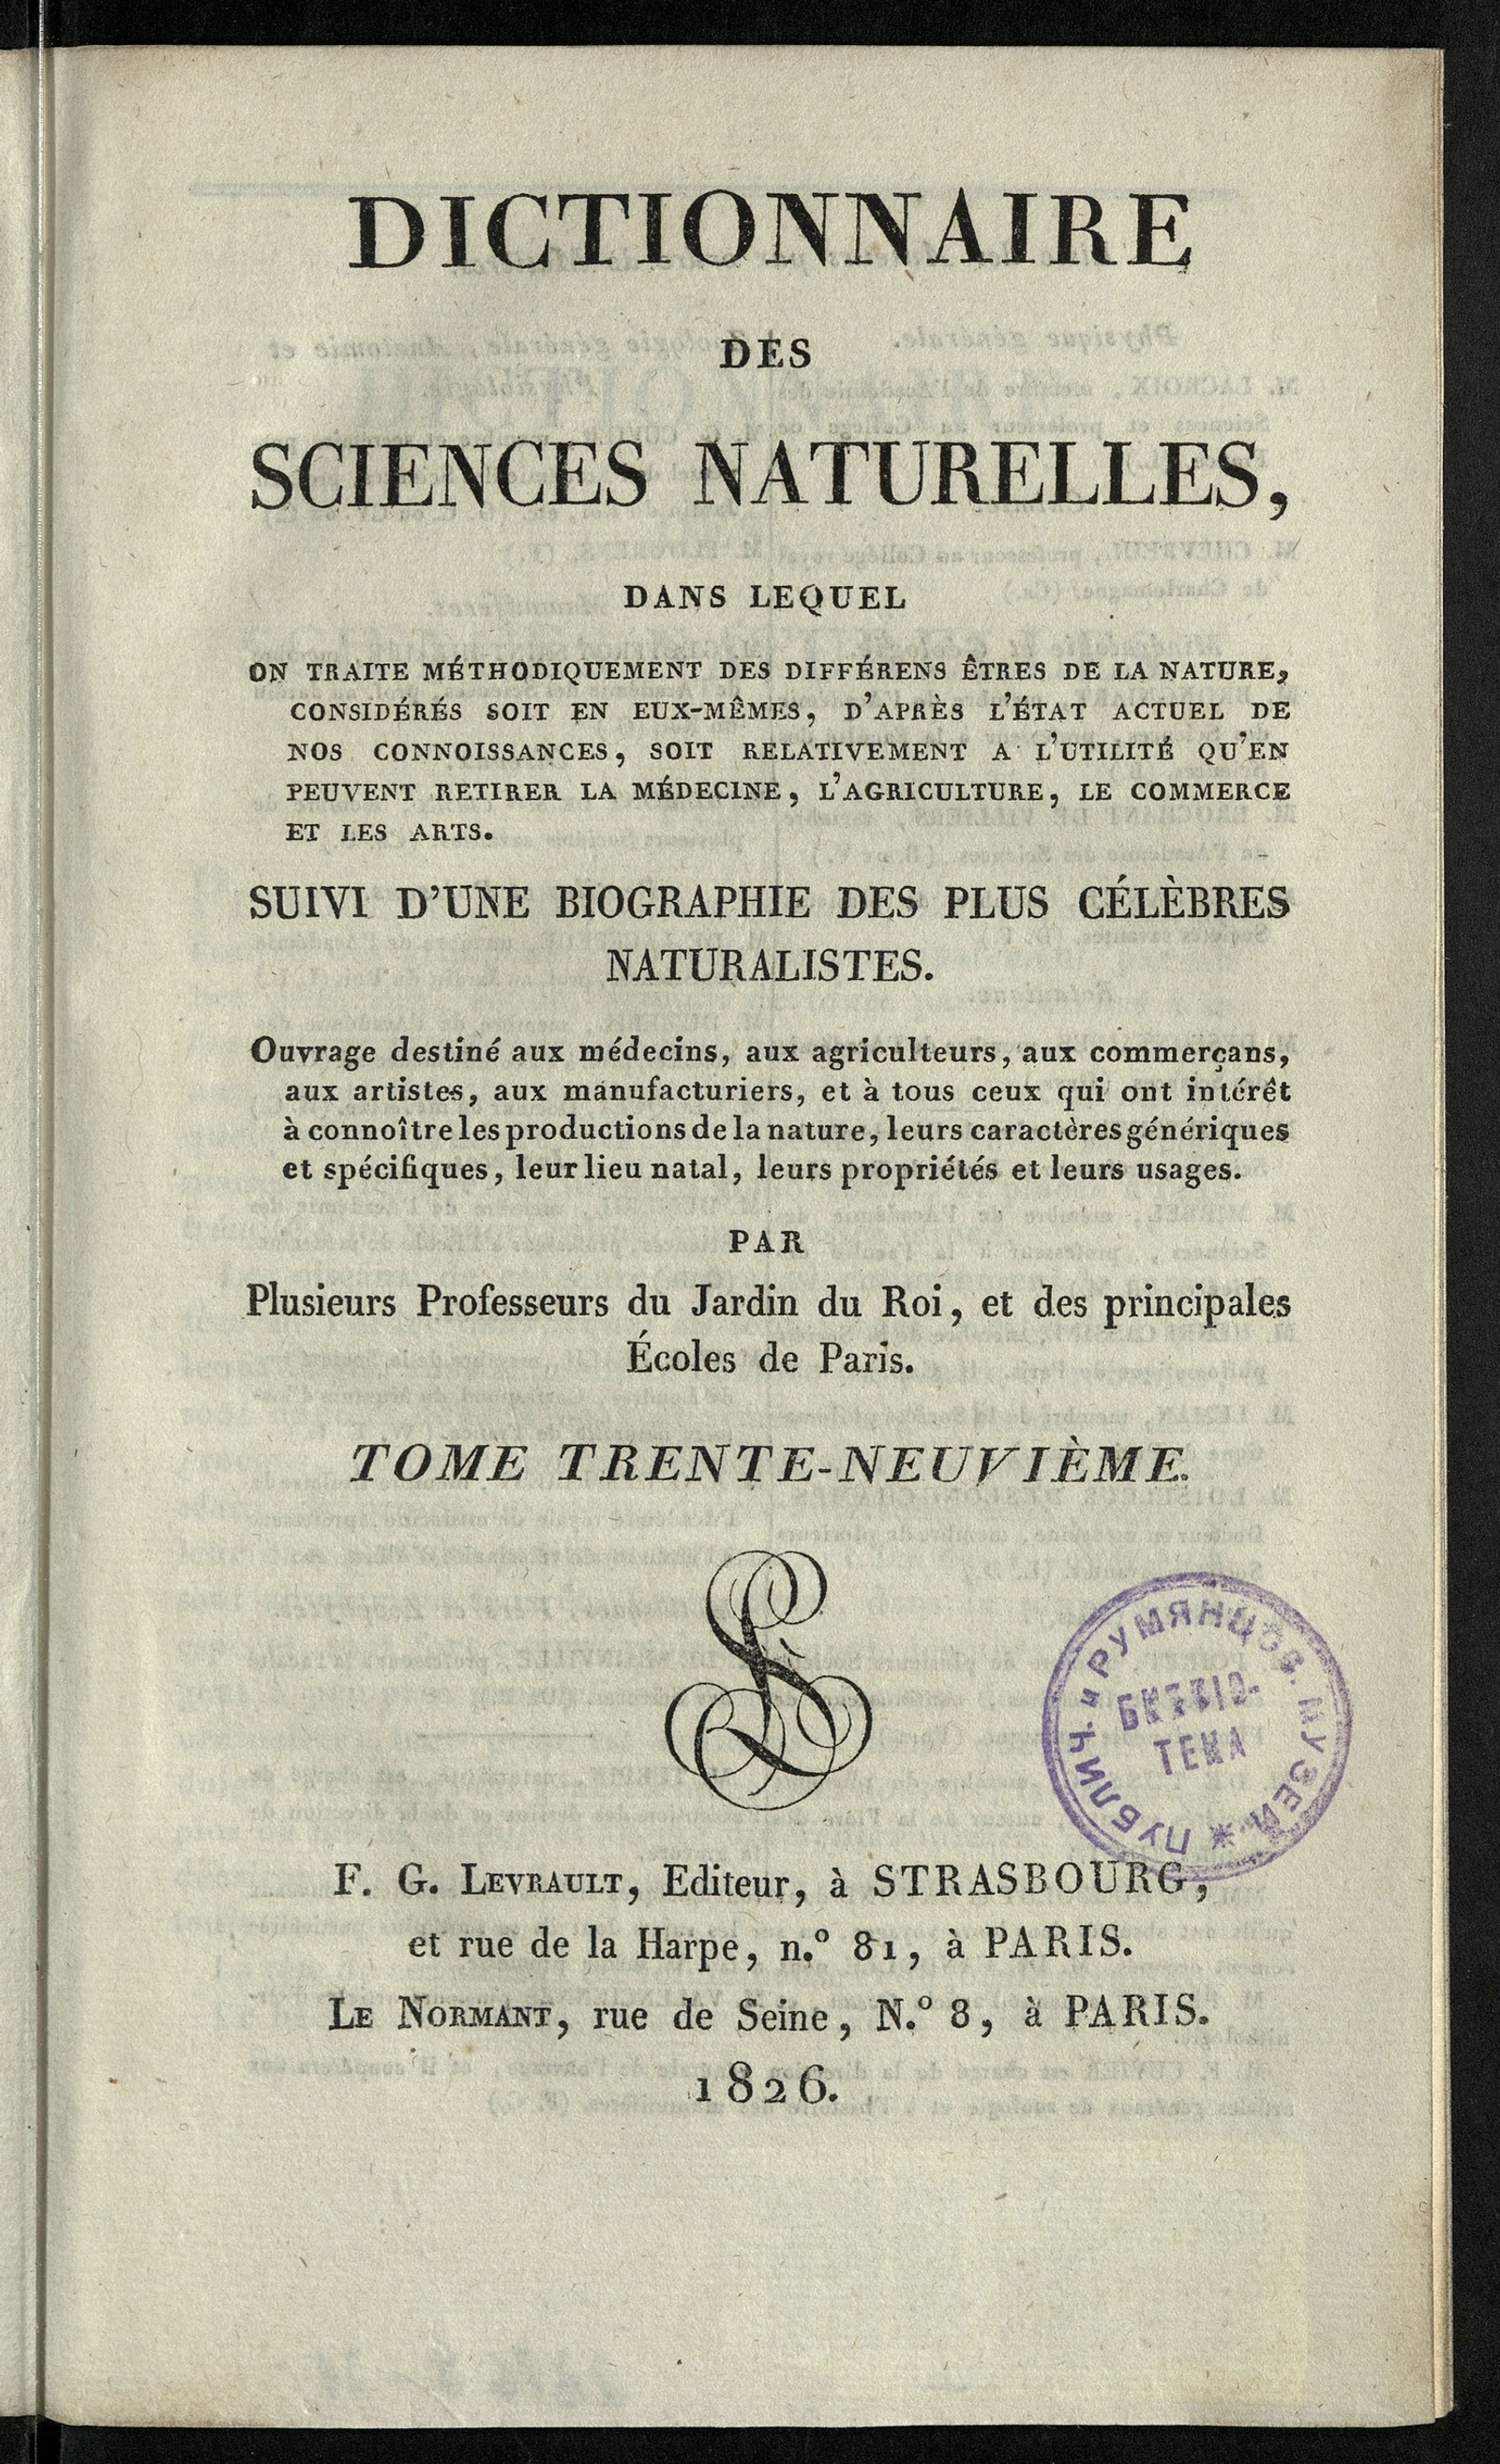 DICTIONNAIRE
DES
SCIENCES NATURELLES,
DANS LEQUEL
ON TRAITE MÉTHODIQUEMENT DES DIFFÉRENS ÊTRES DE LA NATURE,
CONSIDÉRÉS SOIT EN EUX-MÊMES, D'APRÈS L'ÉTAT ACTUEL DE
NOS CONNOISSANCES, SOIT RELATIVEMENT A L'UTILITÉ QU'EN
PEUVENT RETIRER LA MÉDECINE, L'AGRICULTURE, LE COMMERCE
ET LES ARTS.
SUIVI D'UNE BIOGRAPHIE DES PLUS CÉLÈBRES
NATURALISTES.
Ouvrage destiné aux médecins, aux agriculteurs, aux commerçans,
aux artistes, aux manufacturiers, et à tous ceux qui ont intérêt
à connoître les productions de la nature, leurs caractères génériques
et spécifiques, leur lieu natal, leurs propriétés et leurs usages.
PAR
Plusieurs Professeurs du Jardin du Roi, et des principales
Écoles de Paris.
TOME TRENTE-NEUVIÈME.
ПУБЛИЧ. и РУМЯНЦОВ. МУЗЕЙ. *
БИБЛIО-
ТЕКА
F. G. LEVRAULT, Editeur, à STRASBOURG,
et rue de la Harpe, n.º 81, à PARIS.
LE NORMANT, rue de Seine, N.º 8, à PARIS.
1826.